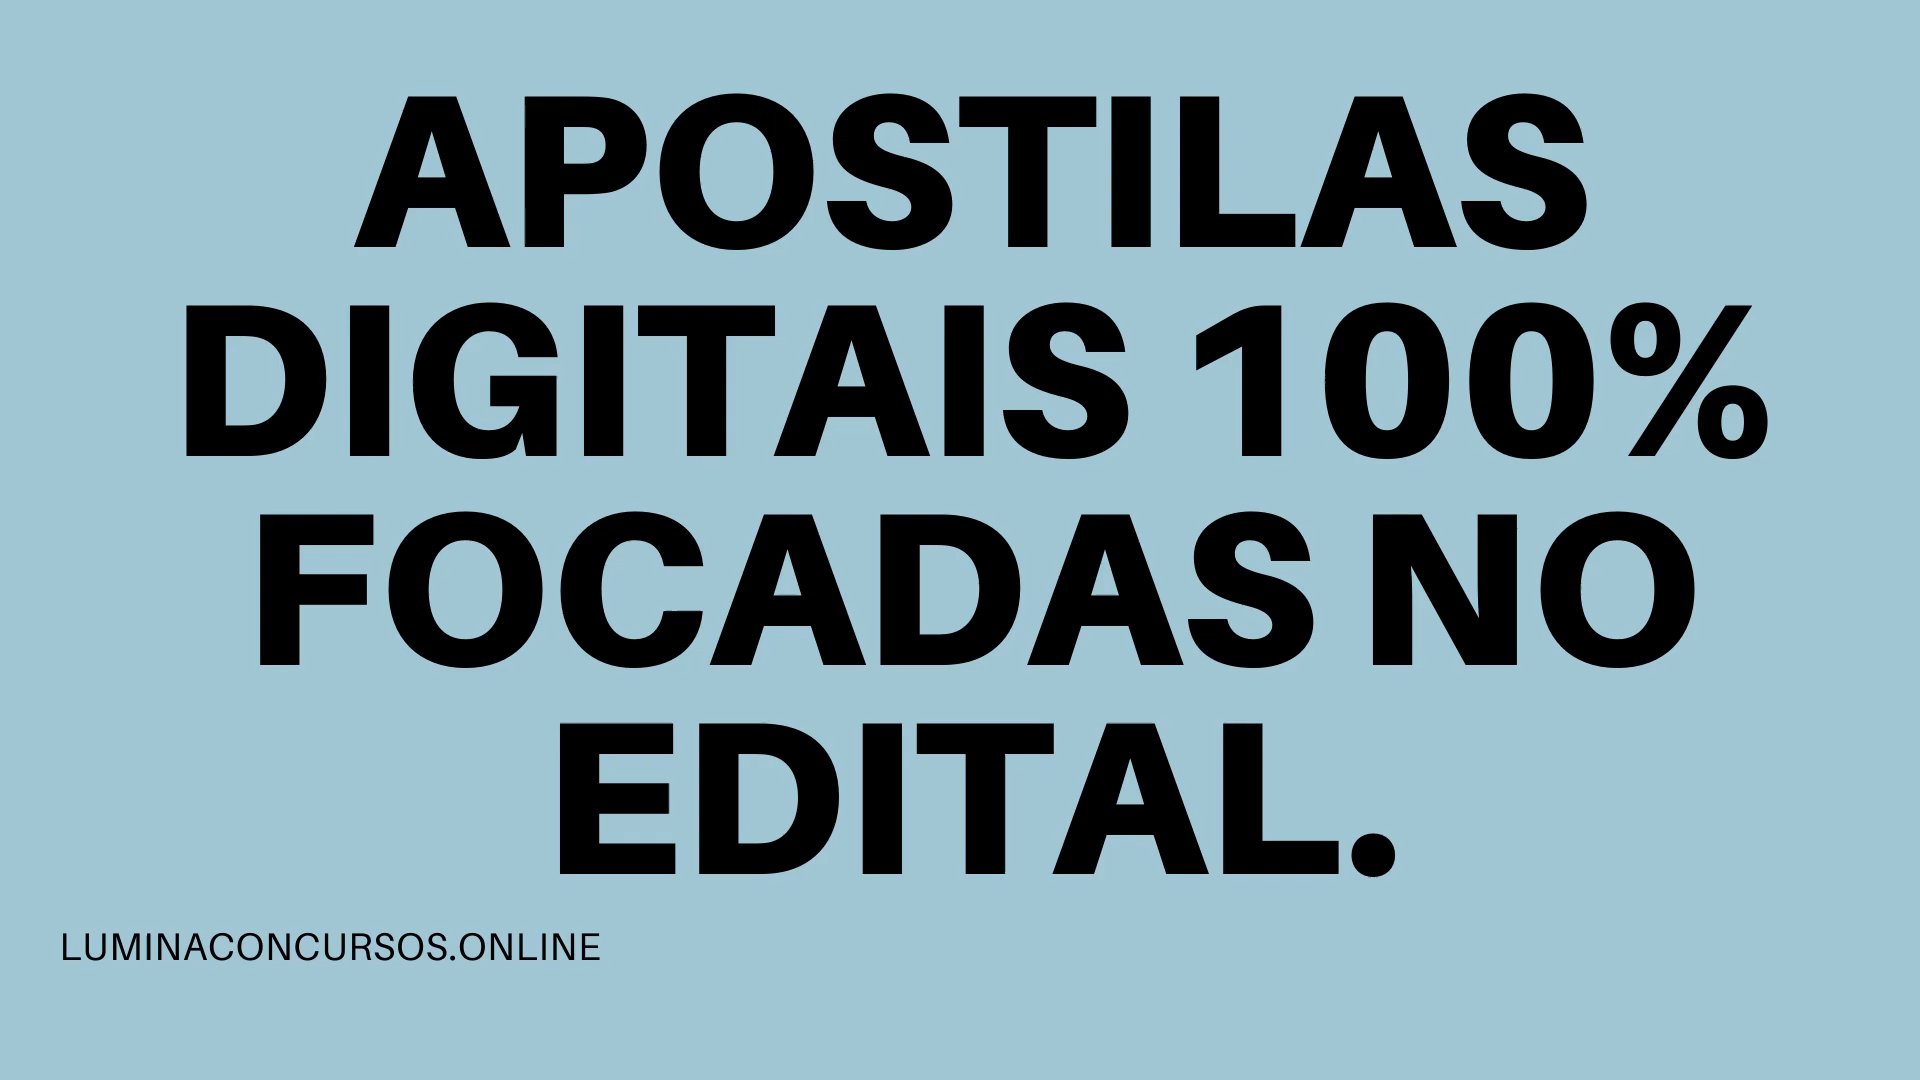 APOSTILAS
DIGITAIS 100%
FOCADAS NO
EDITAL.
LUMINACONCURSOS.ONLINE